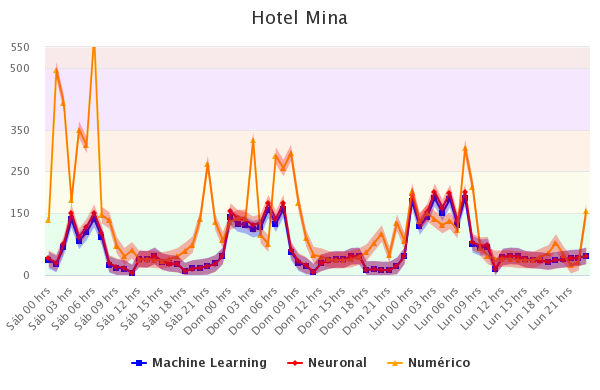 Hotel Mina
550
500
350
250
150
0
Sáb 00 hrs
Sáb 03 hrs
Sáb 06 hrs
Sáb 09 hrs
Sáb 12 hrs
Sáb 15 hrs
Sáb 18 hrs
Sáb 21 hrs
Dom 00 hrs
Dom 03 hrs
Dom 06 hrs
Dom 09 hrs
Dom 12 hrs
Dom 15 hrs
Dom 18 hrs
Dom 21 hrs
Lun 00 hrs
Lun 03 hrs
Lun 06 hrs
Lun 09 hrs
Lun 12 hrs
Lun 15 hrs
Lun 18 hrs
Lun 21 hrs
Machine Learning Neuronal Numérico